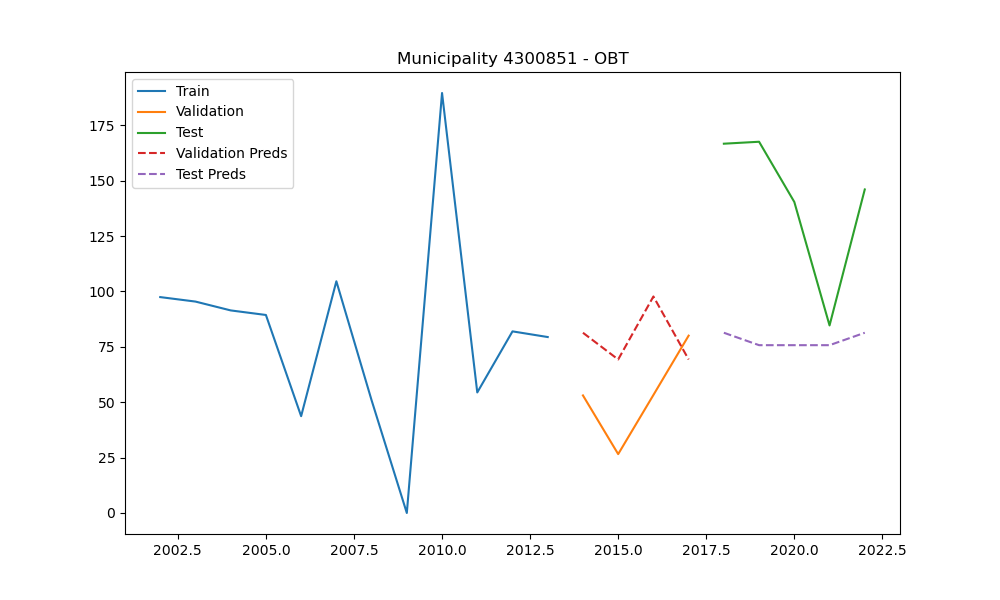 Municipality 4300851 - OBT
Train
Validation
Test
Validation Preds
Test Preds
175
150
125
100
75
50
25
0
2002.5 2005.0 2007.5 2010.0 2012.5 2015.0 2017.5 2020.0 2022.5